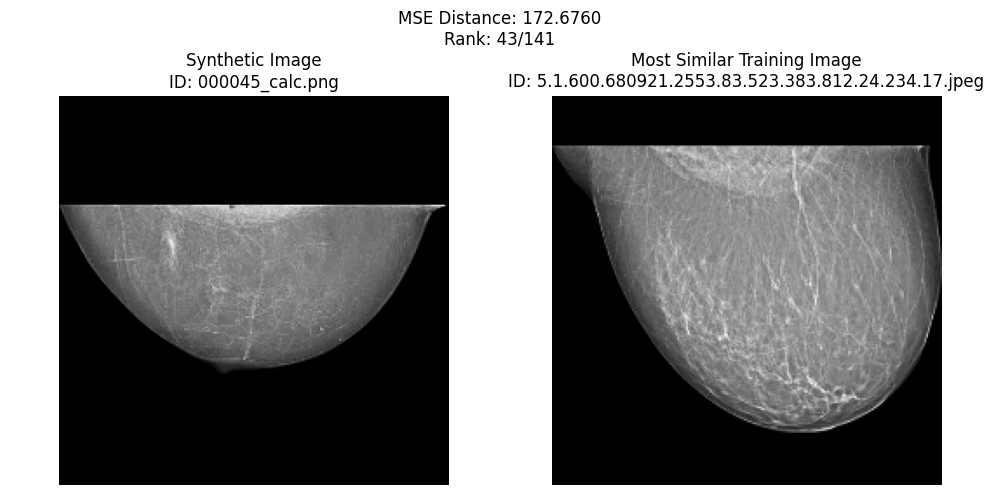 MSE Distance: 172.6760
Rank: 43/141
Synthetic Image
ID: 000045_calc.png
Most Similar Training Image
ID: 5.1.600.680921.2553.83.523.383.812.24.234.17.jpeg